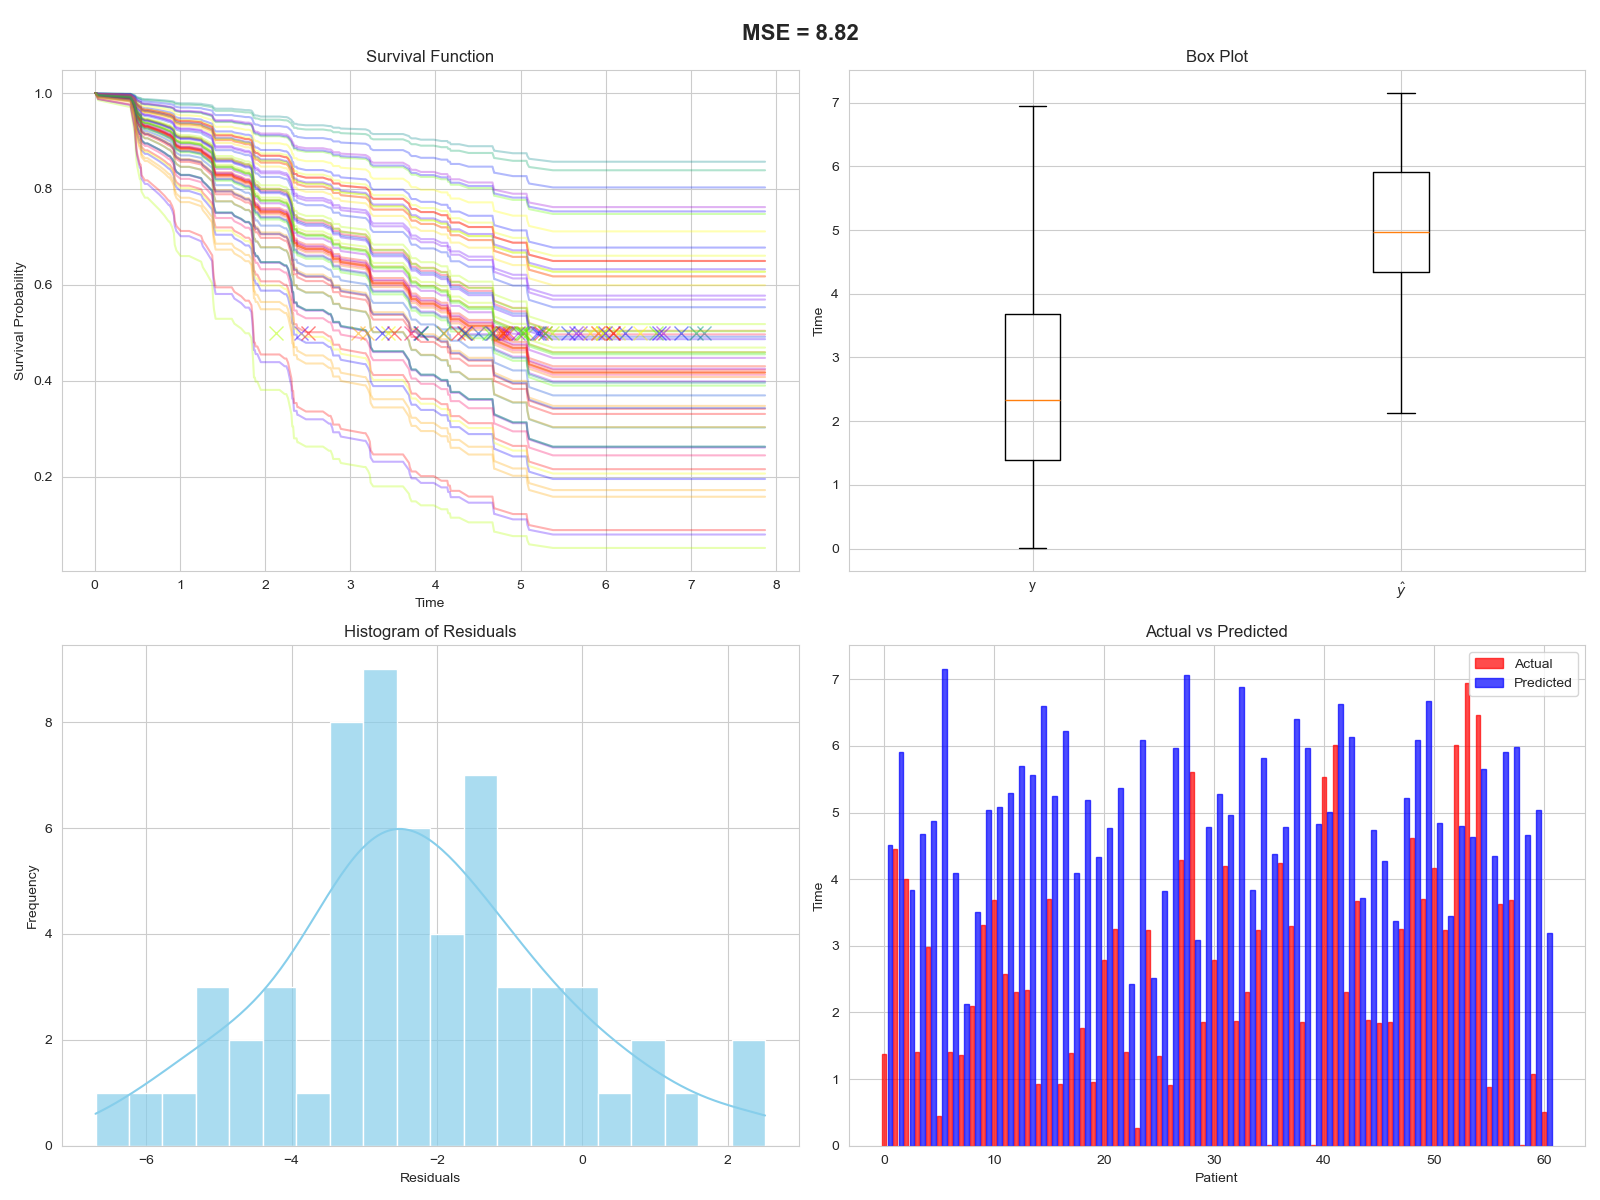 MSE = 8.82
Survival Function
1.0
0.8
0.6
0.4
0.2
Survival Probability
0 1 2 3 4 5 6 7 8
Time
Box Plot
7
6
5
4
3
2
1
0
Time
y ŷ
Histogram of Residuals
8
6
4
2
0
Frequency
−6 −4 −2 0 2
Residuals
Actual vs Predicted
Actual
Predicted
7
6
5
4
3
2
1
0
Time
0 10 20 30 40 50 60
Patient